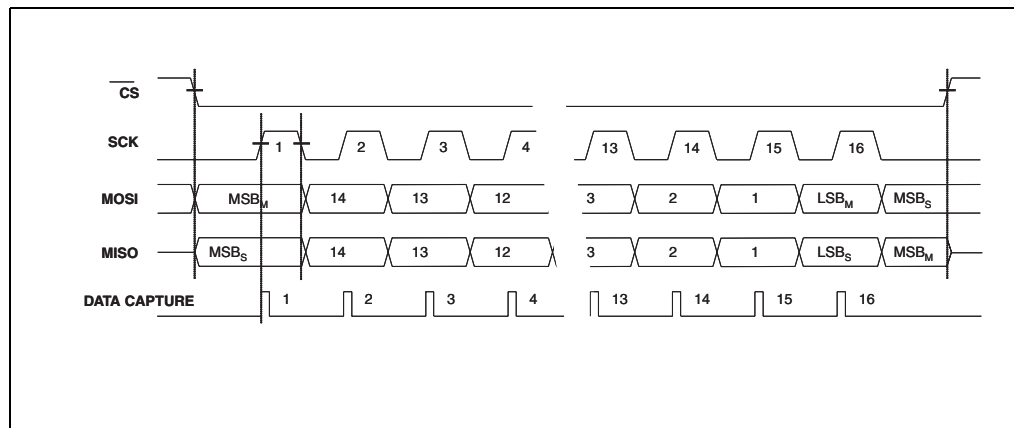 CS
SCK 1 2 3 4 13 14 15 16
MOSI MSBM 14 13 12 3 2 1 LSBM MSBS
MISO MSBS 14 13 12 3 2 1 LSBS MSBM
DATA CAPTURE 1 2 3 4 13 14 15 16